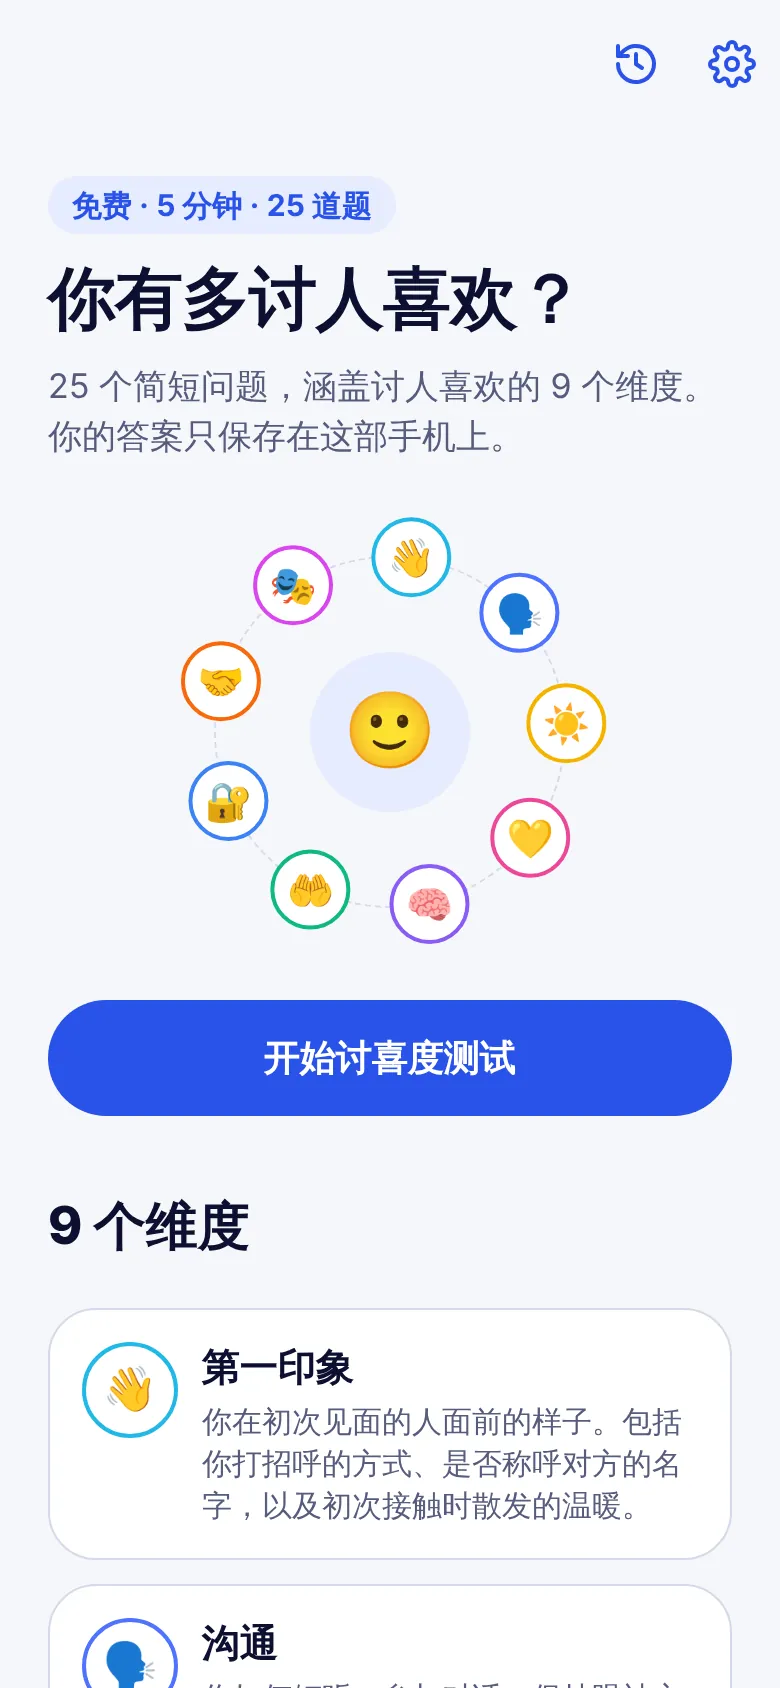 免费 · 5 分钟 · 25 道题
你有多讨人喜欢？
25 个简短问题，涵盖讨人喜欢的 9 个维度。
你的答案只保存在这部手机上。
开始讨喜度测试
9 个维度
第一印象
你在初次见面的人面前的样子。包括
你打招呼的方式、是否称呼对方的名
字，以及初次接触时散发的温暖。
沟通